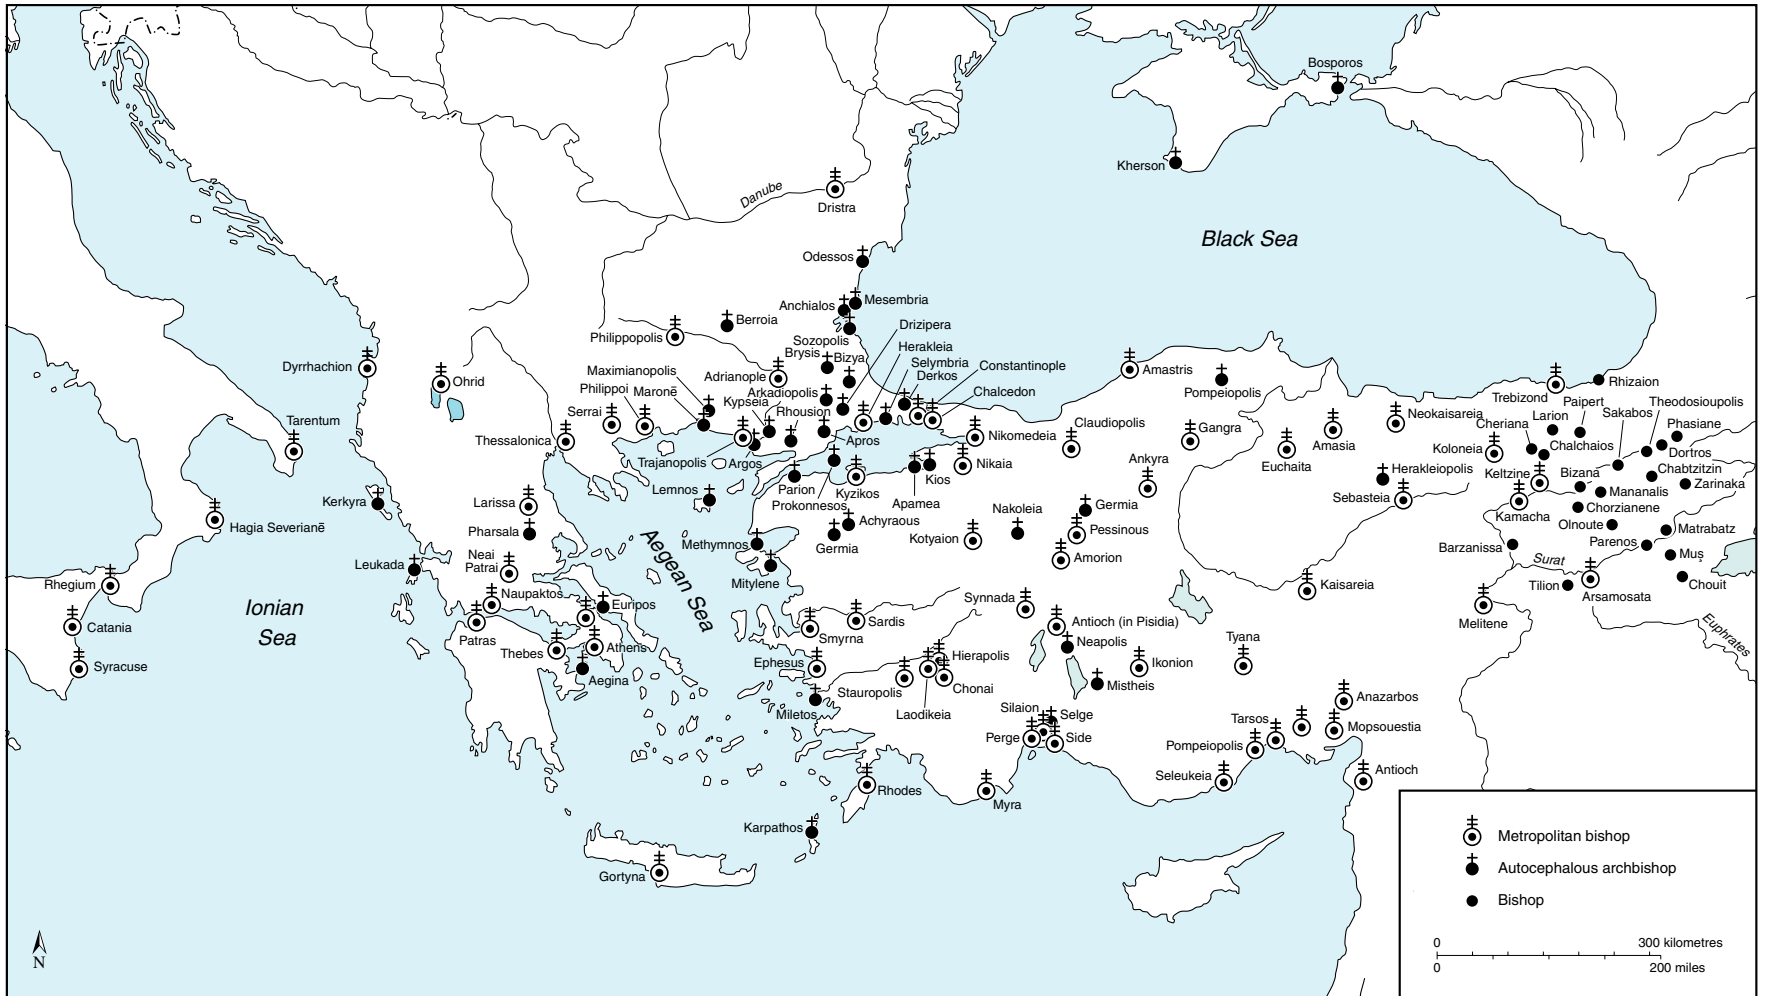 Bosporos
Kherson
Danube
Dristra
Black Sea
Odessos
Anchialos
Mesembria
Berroia
Philippopolis
Sozopolis
Drizipera
Brysis
Bizya
Herakleia
Selymbria
Derkos
Constantinople
Chalcedon
Dyrrhachion
Ohrid
Maximianopolis
Adrianople
Arkadiopolis
Philippoi
Maronē
Kypseia
Rhousion
Serrai
Thessalonica
Trajanopolis
Argos
Apros
Amastris
Pompeiopolis
Trebizond
Rhizaion
Paipert
Theodosioupolis
Larion
Sakabos
Phasiane
Cheriana
Chalchaios
Dortros
Neokaisareia
Koloneia
Claudiopolis
Gangra
Amasia
Euchaita
Nikomedeia
Nikaia
Kios
Apamea
Tarentum
Lemnos
Parion
Prokonnesos
Kyzikos
Ankyra
Herakleiopolis
Sebasteia
Keltzine
Kamacha
Bizana
Chabtzitzin
Zarinaka
Mananalis
Chorzianene
Olnoute
Matrabatz
Parenos
Muş
Chouit
Barzanissa
Surat
Tilion
Arsamosata
Euphrates
Melitene
Kerkyra
Hagia Severianē
Larissa
Pharsala
Aegean Sea
Achyraous
Germia
Methymnos
Mitylene
Nakoleia
Kotyaion
Germia
Pessinous
Amorion
Kaisareia
Leukada
Neai
Patrai
Naupaktos
Euripos
Rhegium
Catania
Syracuse
Ionian
Sea
Patras
Thebes
Athens
Aegina
Smyrna
Sardis
Synnada
Antioch (in Pisidia)
Neapolis
Ephesus
Hierapolis
Stauropolis
Chonai
Laodikeia
Miletos
Ikonion
Mistheis
Tyana
Silaion
Selge
Perge
Side
Tarsos
Pompeiopolis
Anazarbos
Mopsouestia
Seleukeia
Antioch
Rhodes
Myra
Karpathos
Gortyna
N
Metropolitan bishop
Autocephalous archbishop
Bishop
0 300 kilometres
0 200 miles